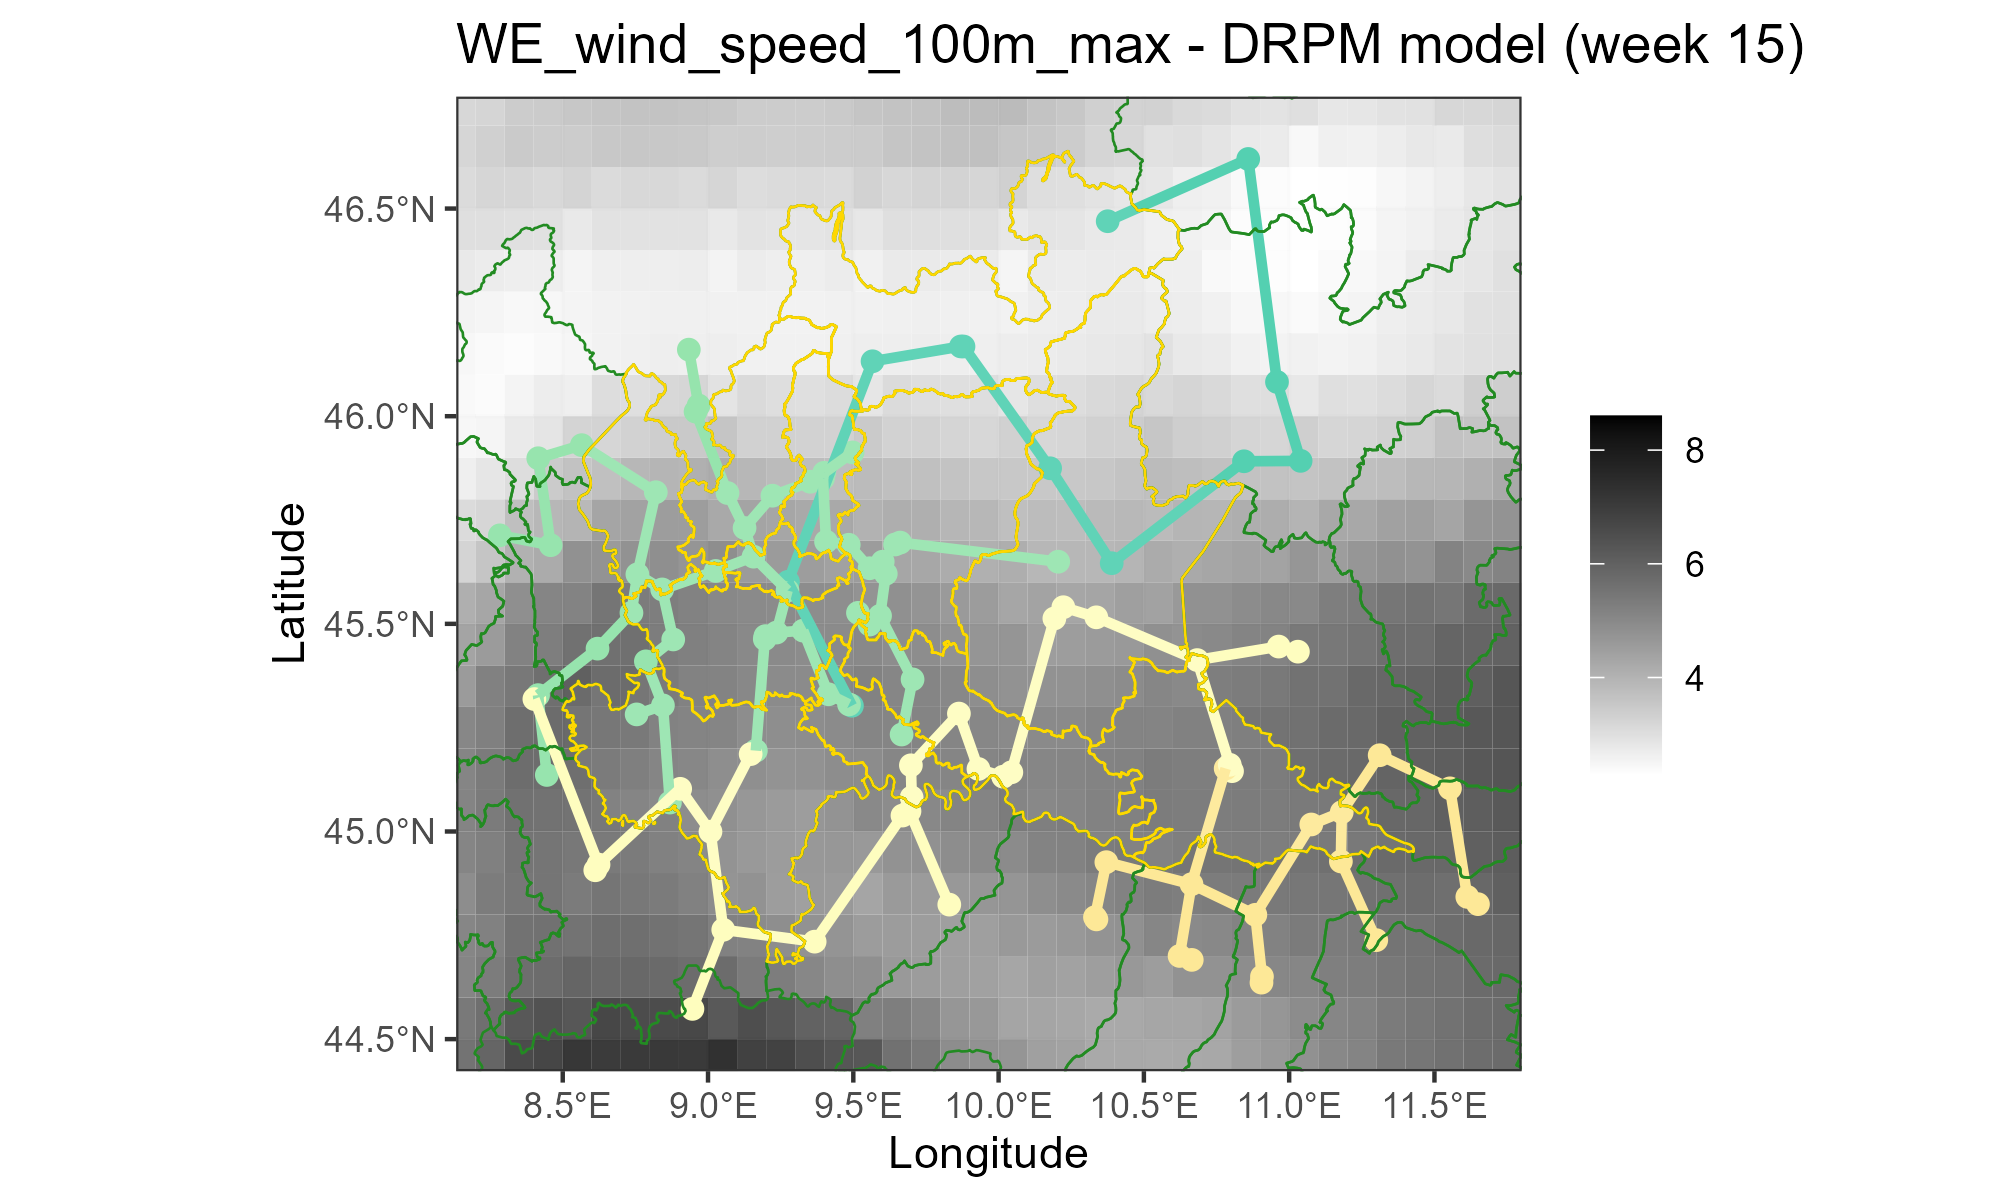 WE_wind_speed_100m_max - DRPM model (week 15)
46.5°N
46.0°N
45.5°N
45.0°N
44.5°N
Latitude
8.5°E 9.0°E 9.5°E 10.0°E 10.5°E 11.0°E 11.5°E
Longitude
8
6
4